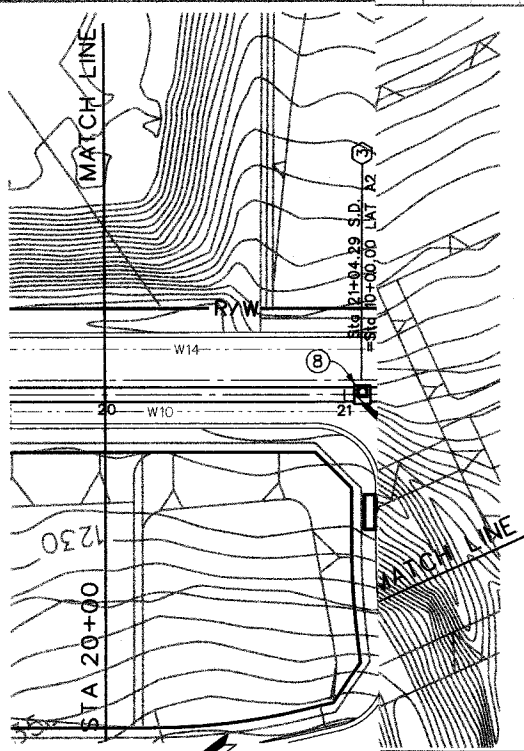 MATCH LINE
3
Sta 21+04.29 S.D.
=Sta 10+00.00 LAT A2
R/W
W14
8
20
W10
21
1230
MATCH LINE
STA 20+00